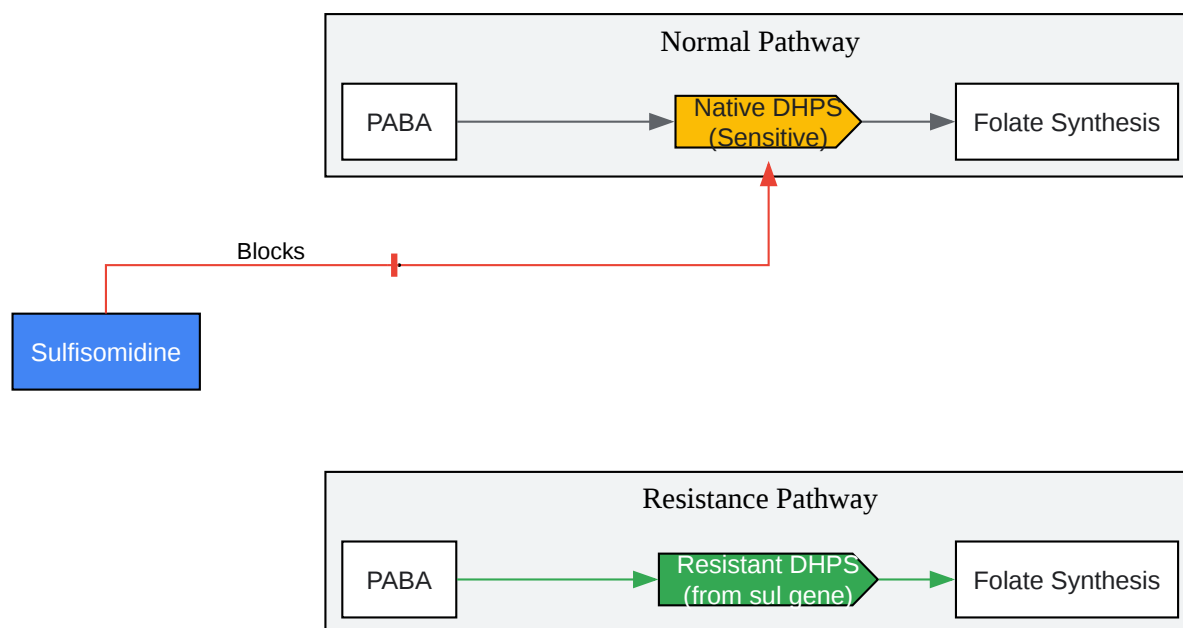 Normal Pathway
PABA
Native DHPS
(Sensitive)
Folate Synthesis
Blocks
Sulfisomidine
Resistance Pathway
PABA
Resistant DHPS
(from sul gene)
Folate Synthesis